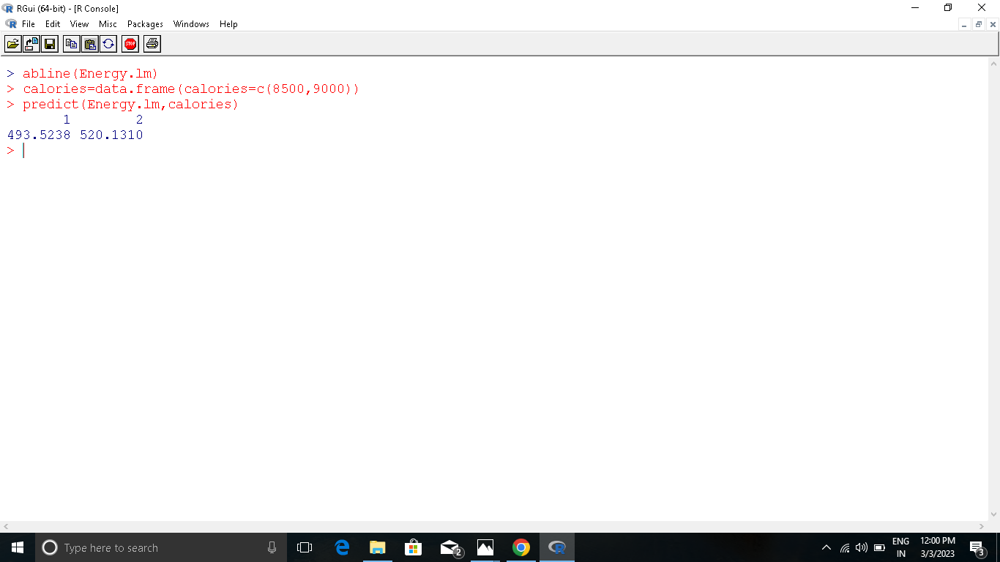 RGui (64-bit) - [R Console]
File Edit View Misc Packages Windows Help
STOP
> abline(Energy.lm)
> calories=data.frame(calories=c(8500,9000))
> predict(Energy.lm,calories)
1 2
493.5238 520.1310
>
Type here to search
2
ENG
IN
12:00 PM
3/3/2023
3